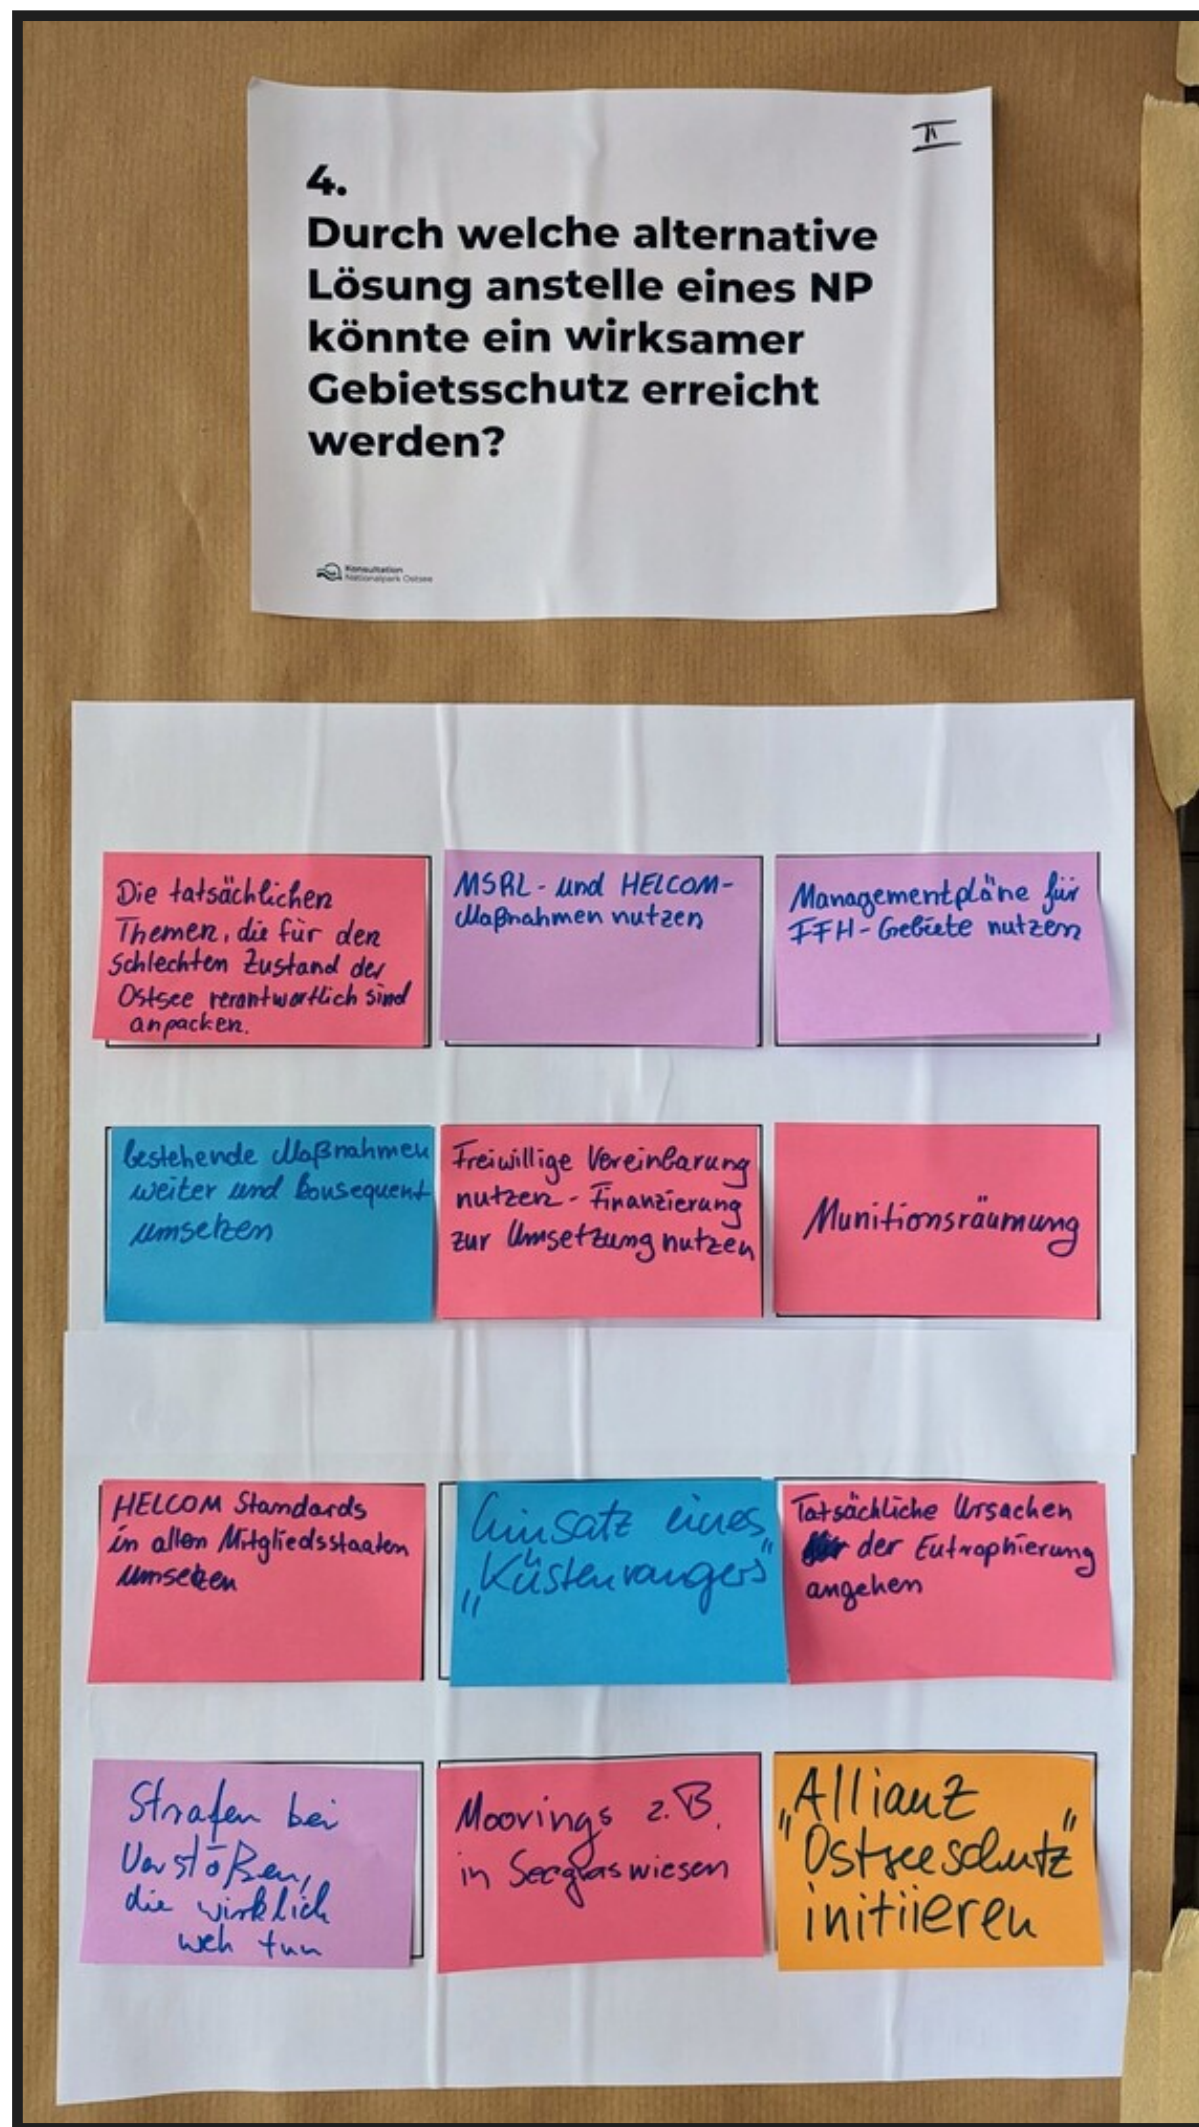 II
4.
Durch welche alternative
Lösung anstelle eines NP
könnte ein wirksamer
Gebietsschutz erreicht
werden?
Konsultation
Nationalpark Ostsee
Die tatsächlichen
Themen, die für den
schlechten Zustand der
Ostsee verantwortlich sind
anpacken.
MSRL- und HELCOM-
Maßnahmen nutzen
Managementpläne für
FFH-Gebiete nutzen
bestehende Maßnahmen
weiter und konsequent
umsetzen
Freiwillige Vereinbarung
nutzen - Finanzierung
zur Umsetzung nutzen
Munitionsräumung
HELCOM Standards
in allen Mitgliedsstaaten
umsetzen
Einsatz eines
„Küstenrangers"
Tatsächliche Ursachen
der Eutrophierung
angehen
Strafen bei
Verstößen,
die wirklich
weh tun
Moorings z.B.
in Seegraswiesen
Allianz
„Ostseeschutz"
initiieren